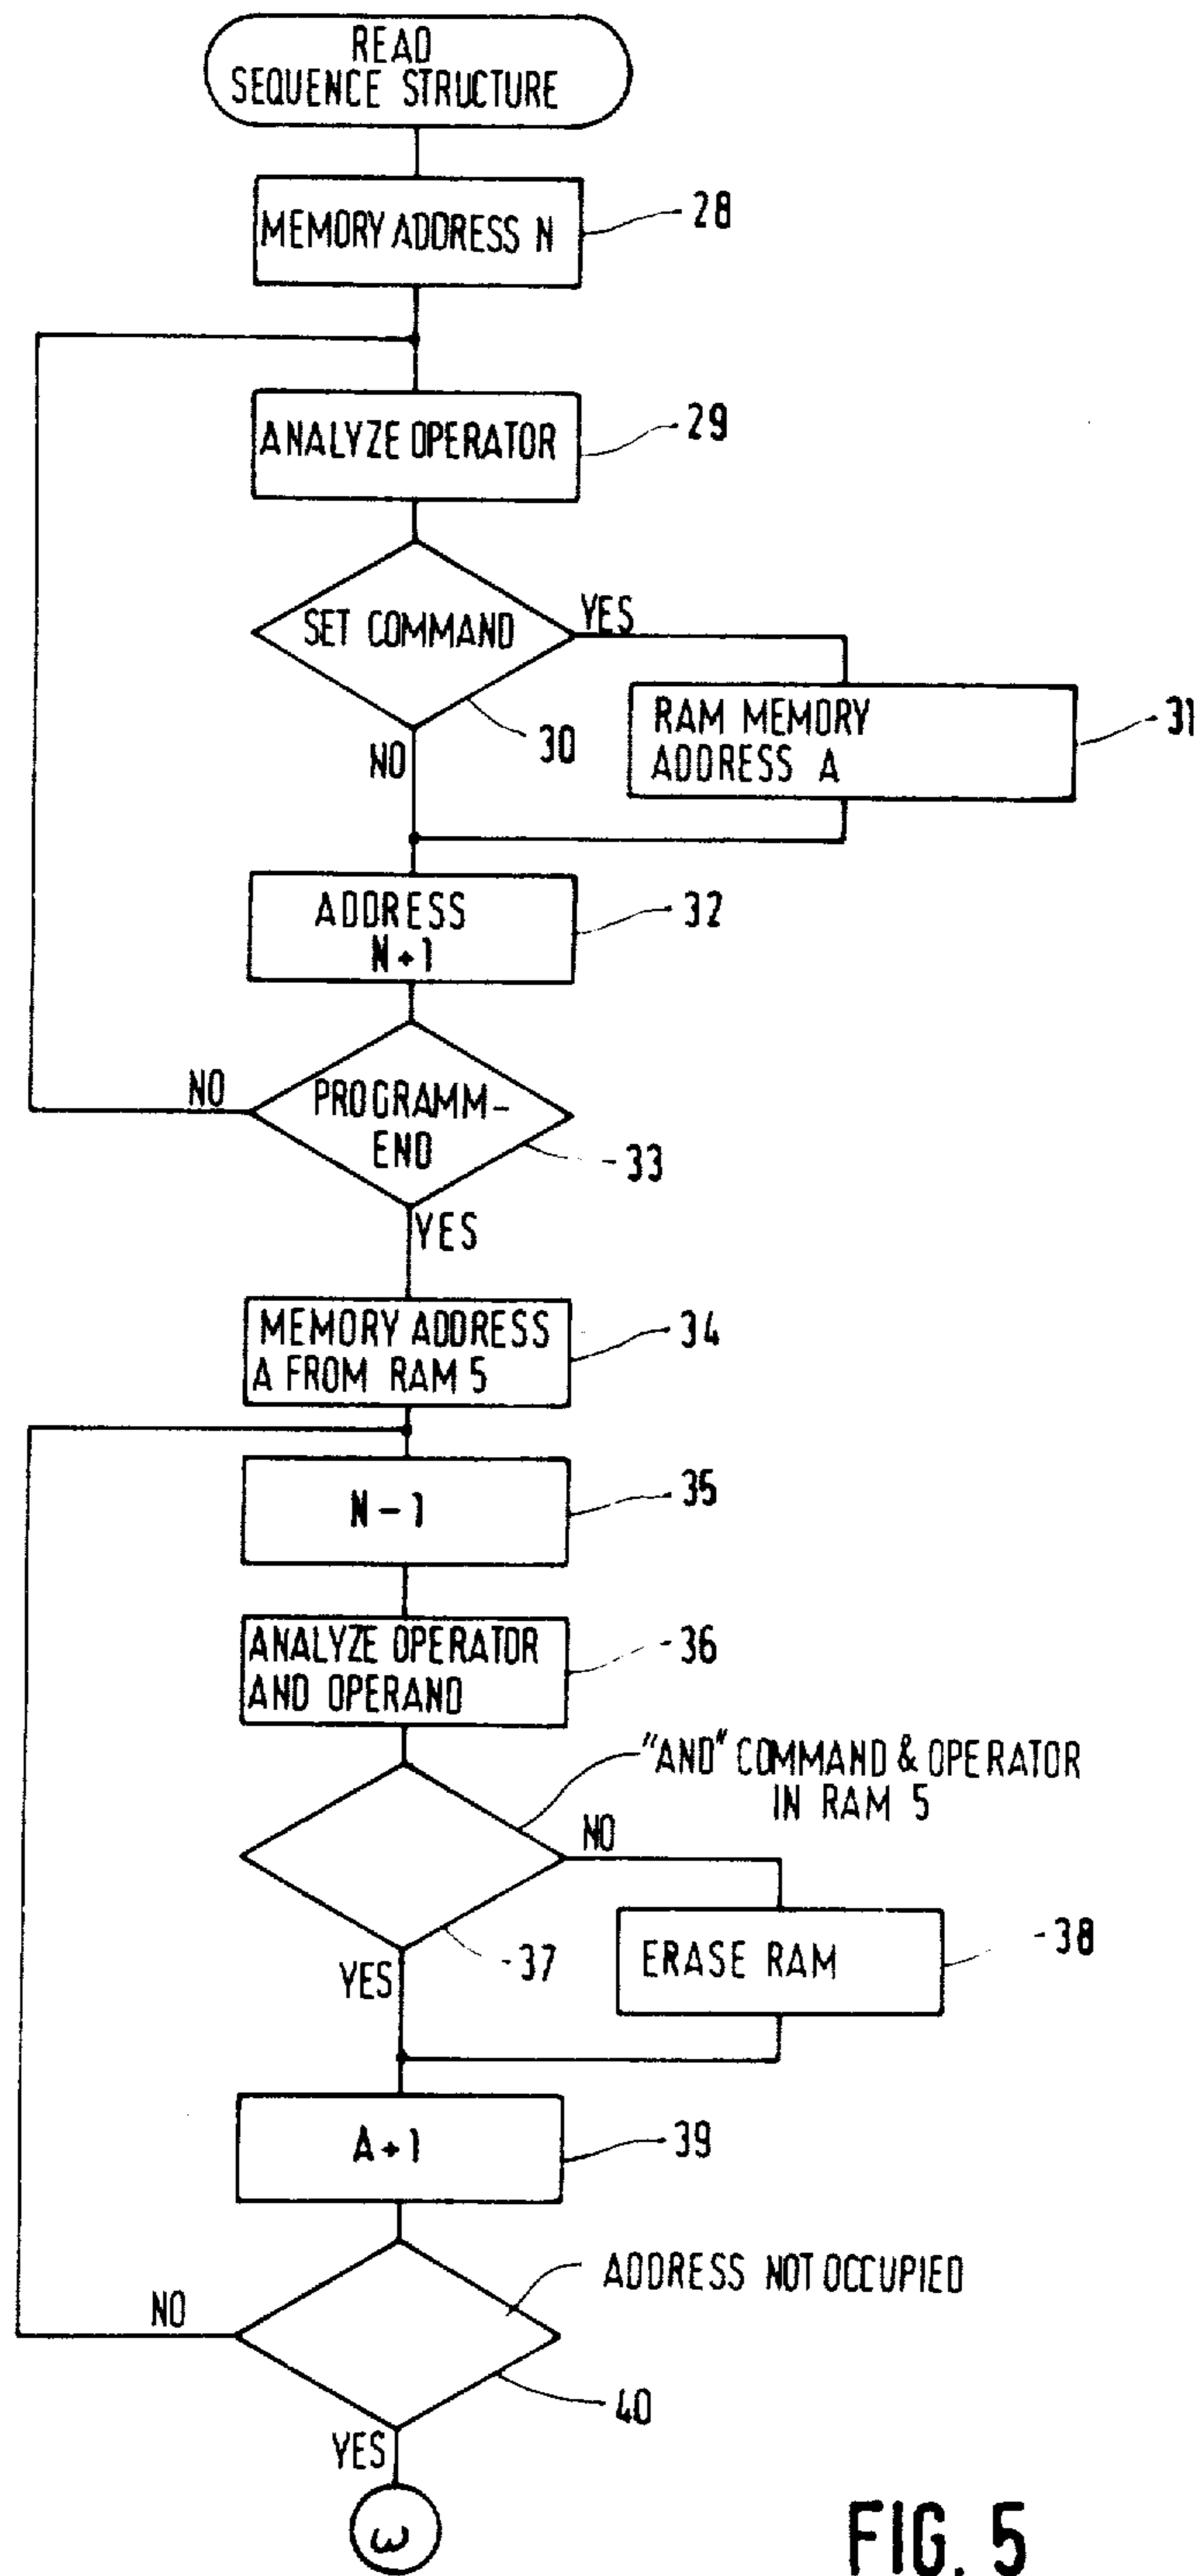 READ
SEQUENCE STRUCTURE
MEMORY ADDRESS N
28
ANALYZE OPERATOR
29
SET COMMAND
YES
30
NO
RAM MEMORY
ADDRESS A
31
ADDRESS
N+1
32
NO
PROGRAMM-
END
33
YES
MEMORY ADDRESS
A FROM RAM 5
34
N-1
35
ANALYZE OPERATOR
AND OPERAND
36
"AND" COMMAND & OPERATOR
IN RAM 5
NO
37
YES
ERASE RAM
38
A+1
39
ADDRESS NOT OCCUPIED
NO
40
YES
ω
FIG. 5